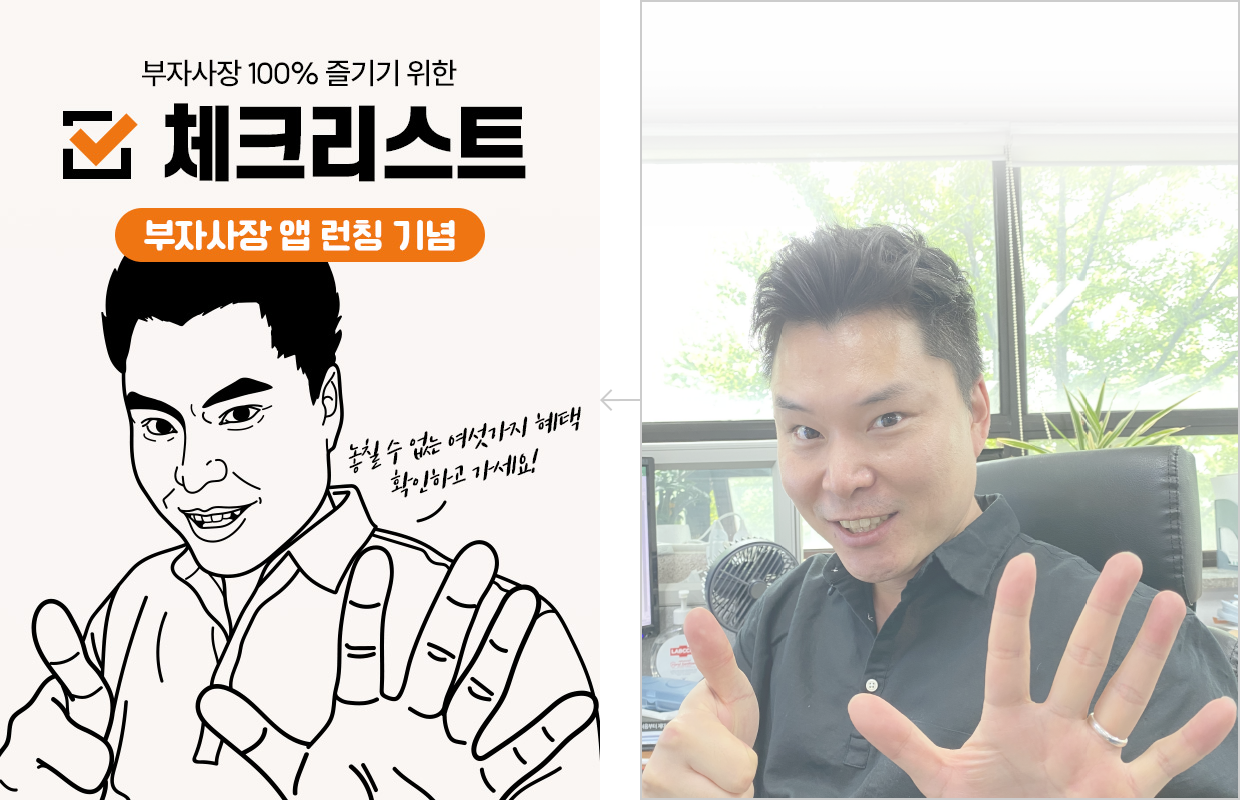 부자사장 100% 즐기기 위한
체크리스트
부자사장 앱 런칭 기념
놓칠 수 없는 여섯가지 혜택
확인하고 가세요!